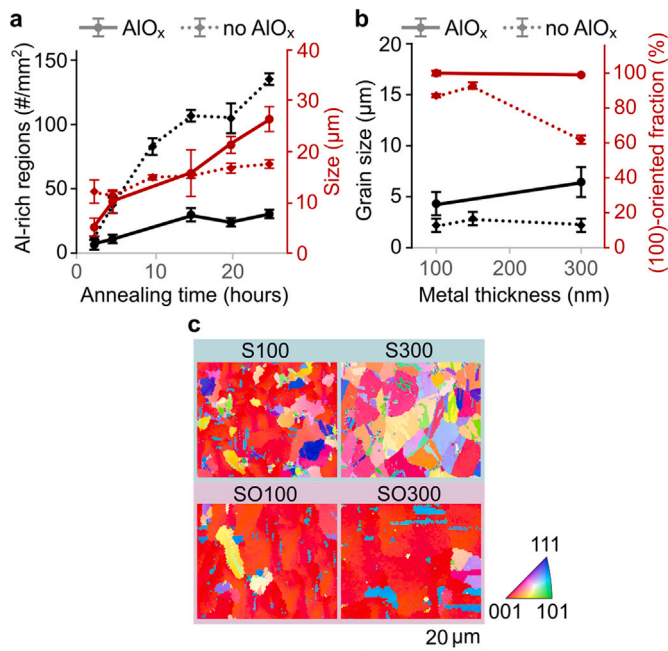 a
AlOₓ no AlOₓ
Al-rich regions (#/mm²)
150
100
50
0
40
30
20
10
0
Size (µm)
0 10 20
Annealing time (hours)
b
AlOₓ no AlOₓ
Grain size (µm)
20
15
10
5
0
100
80
60
40
20
0
(100)-oriented fraction (%)
100 200 300
Metal thickness (nm)
c
S100 S300
SO100 SO300
111
001 101
20 µm